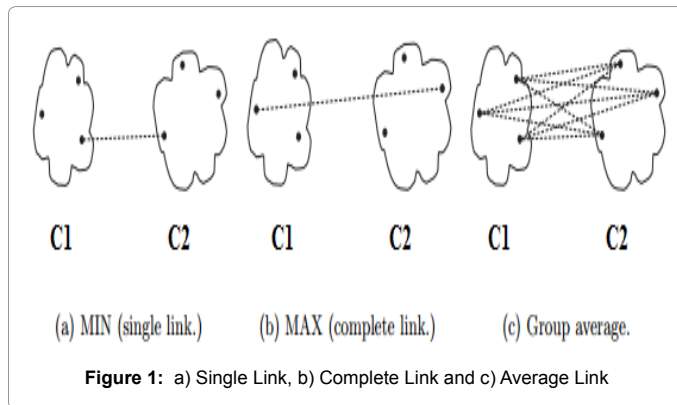 C1 C2 C1 C2 C1 C2
(a) MIN (single link.) (b) MAX (complete link.) (c) Group average.
Figure 1: a) Single Link, b) Complete Link and c) Average Link